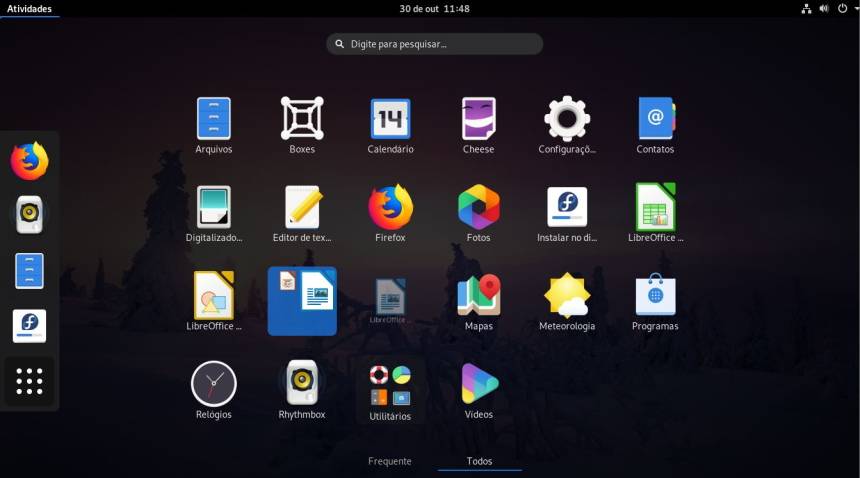 Atividades
30 de out 11:48
Digite para pesquisar...
Arquivos
Boxes
14
Calendário
Cheese
Configuraçõ...
@
Contatos
Digitalizado...
Editor de tex...
Firefox
Fotos
Instalar no di...
LibreOffice ...
LibreOffice ...
LibreOffice ...
Mapas
Meteorologia
Programas
Relógios
Rhythmbox
Utilitários
Vídeos
Frequente
Todos